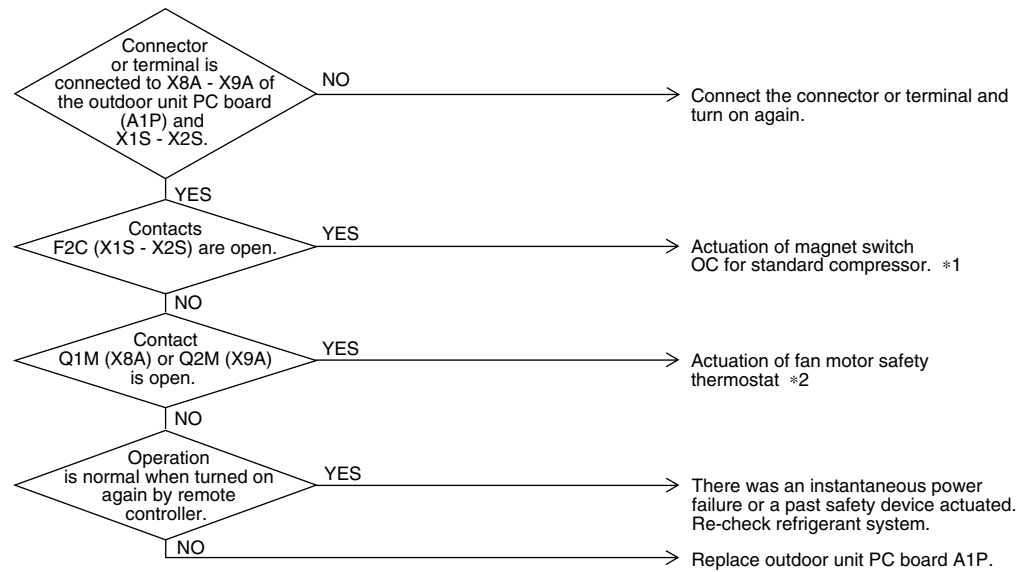 Connector
or terminal is
connected to X8A - X9A of
the outdoor unit PC board
(A1P) and
X1S - X2S.
NO
Connect the connector or terminal and
turn on again.
YES
Contacts
F2C (X1S - X2S) are open.
YES
Actuation of magnet switch
OC for standard compressor. *1
NO
Contact
Q1M (X8A) or Q2M (X9A)
is open.
YES
Actuation of fan motor safety
thermostat *2
NO
Operation
is normal when turned on
again by remote
controller.
YES
There was an instantaneous power
failure or a past safety device actuated.
Re-check refrigerant system.
NO
Replace outdoor unit PC board A1P.